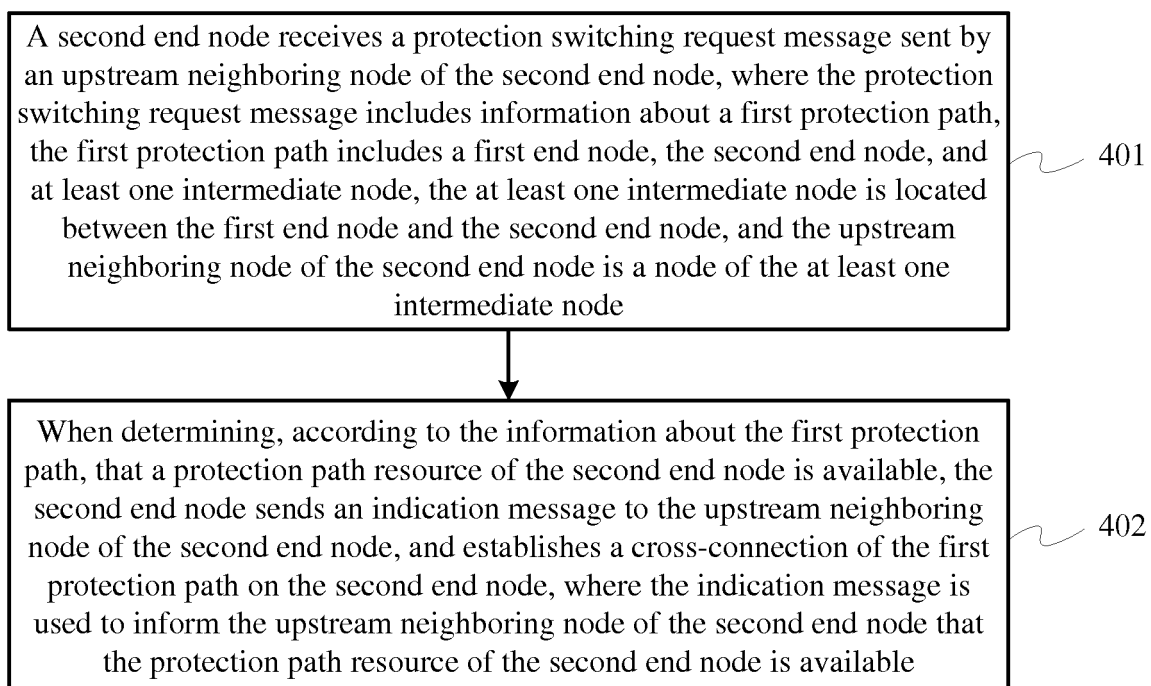 A second end node receives a protection switching request message sent by
an upstream neighboring node of the second end node, where the protection
switching request message includes information about a first protection path,
the first protection path includes a first end node, the second end node, and
at least one intermediate node, the at least one intermediate node is located
between the first end node and the second end node, and the upstream
neighboring node of the second end node is a node of the at least one
intermediate node
401
When determining, according to the information about the first protection
path, that a protection path resource of the second end node is available, the
second end node sends an indication message to the upstream neighboring
node of the second end node, and establishes a cross-connection of the first
protection path on the second end node, where the indication message is
used to inform the upstream neighboring node of the second end node that
the protection path resource of the second end node is available
402